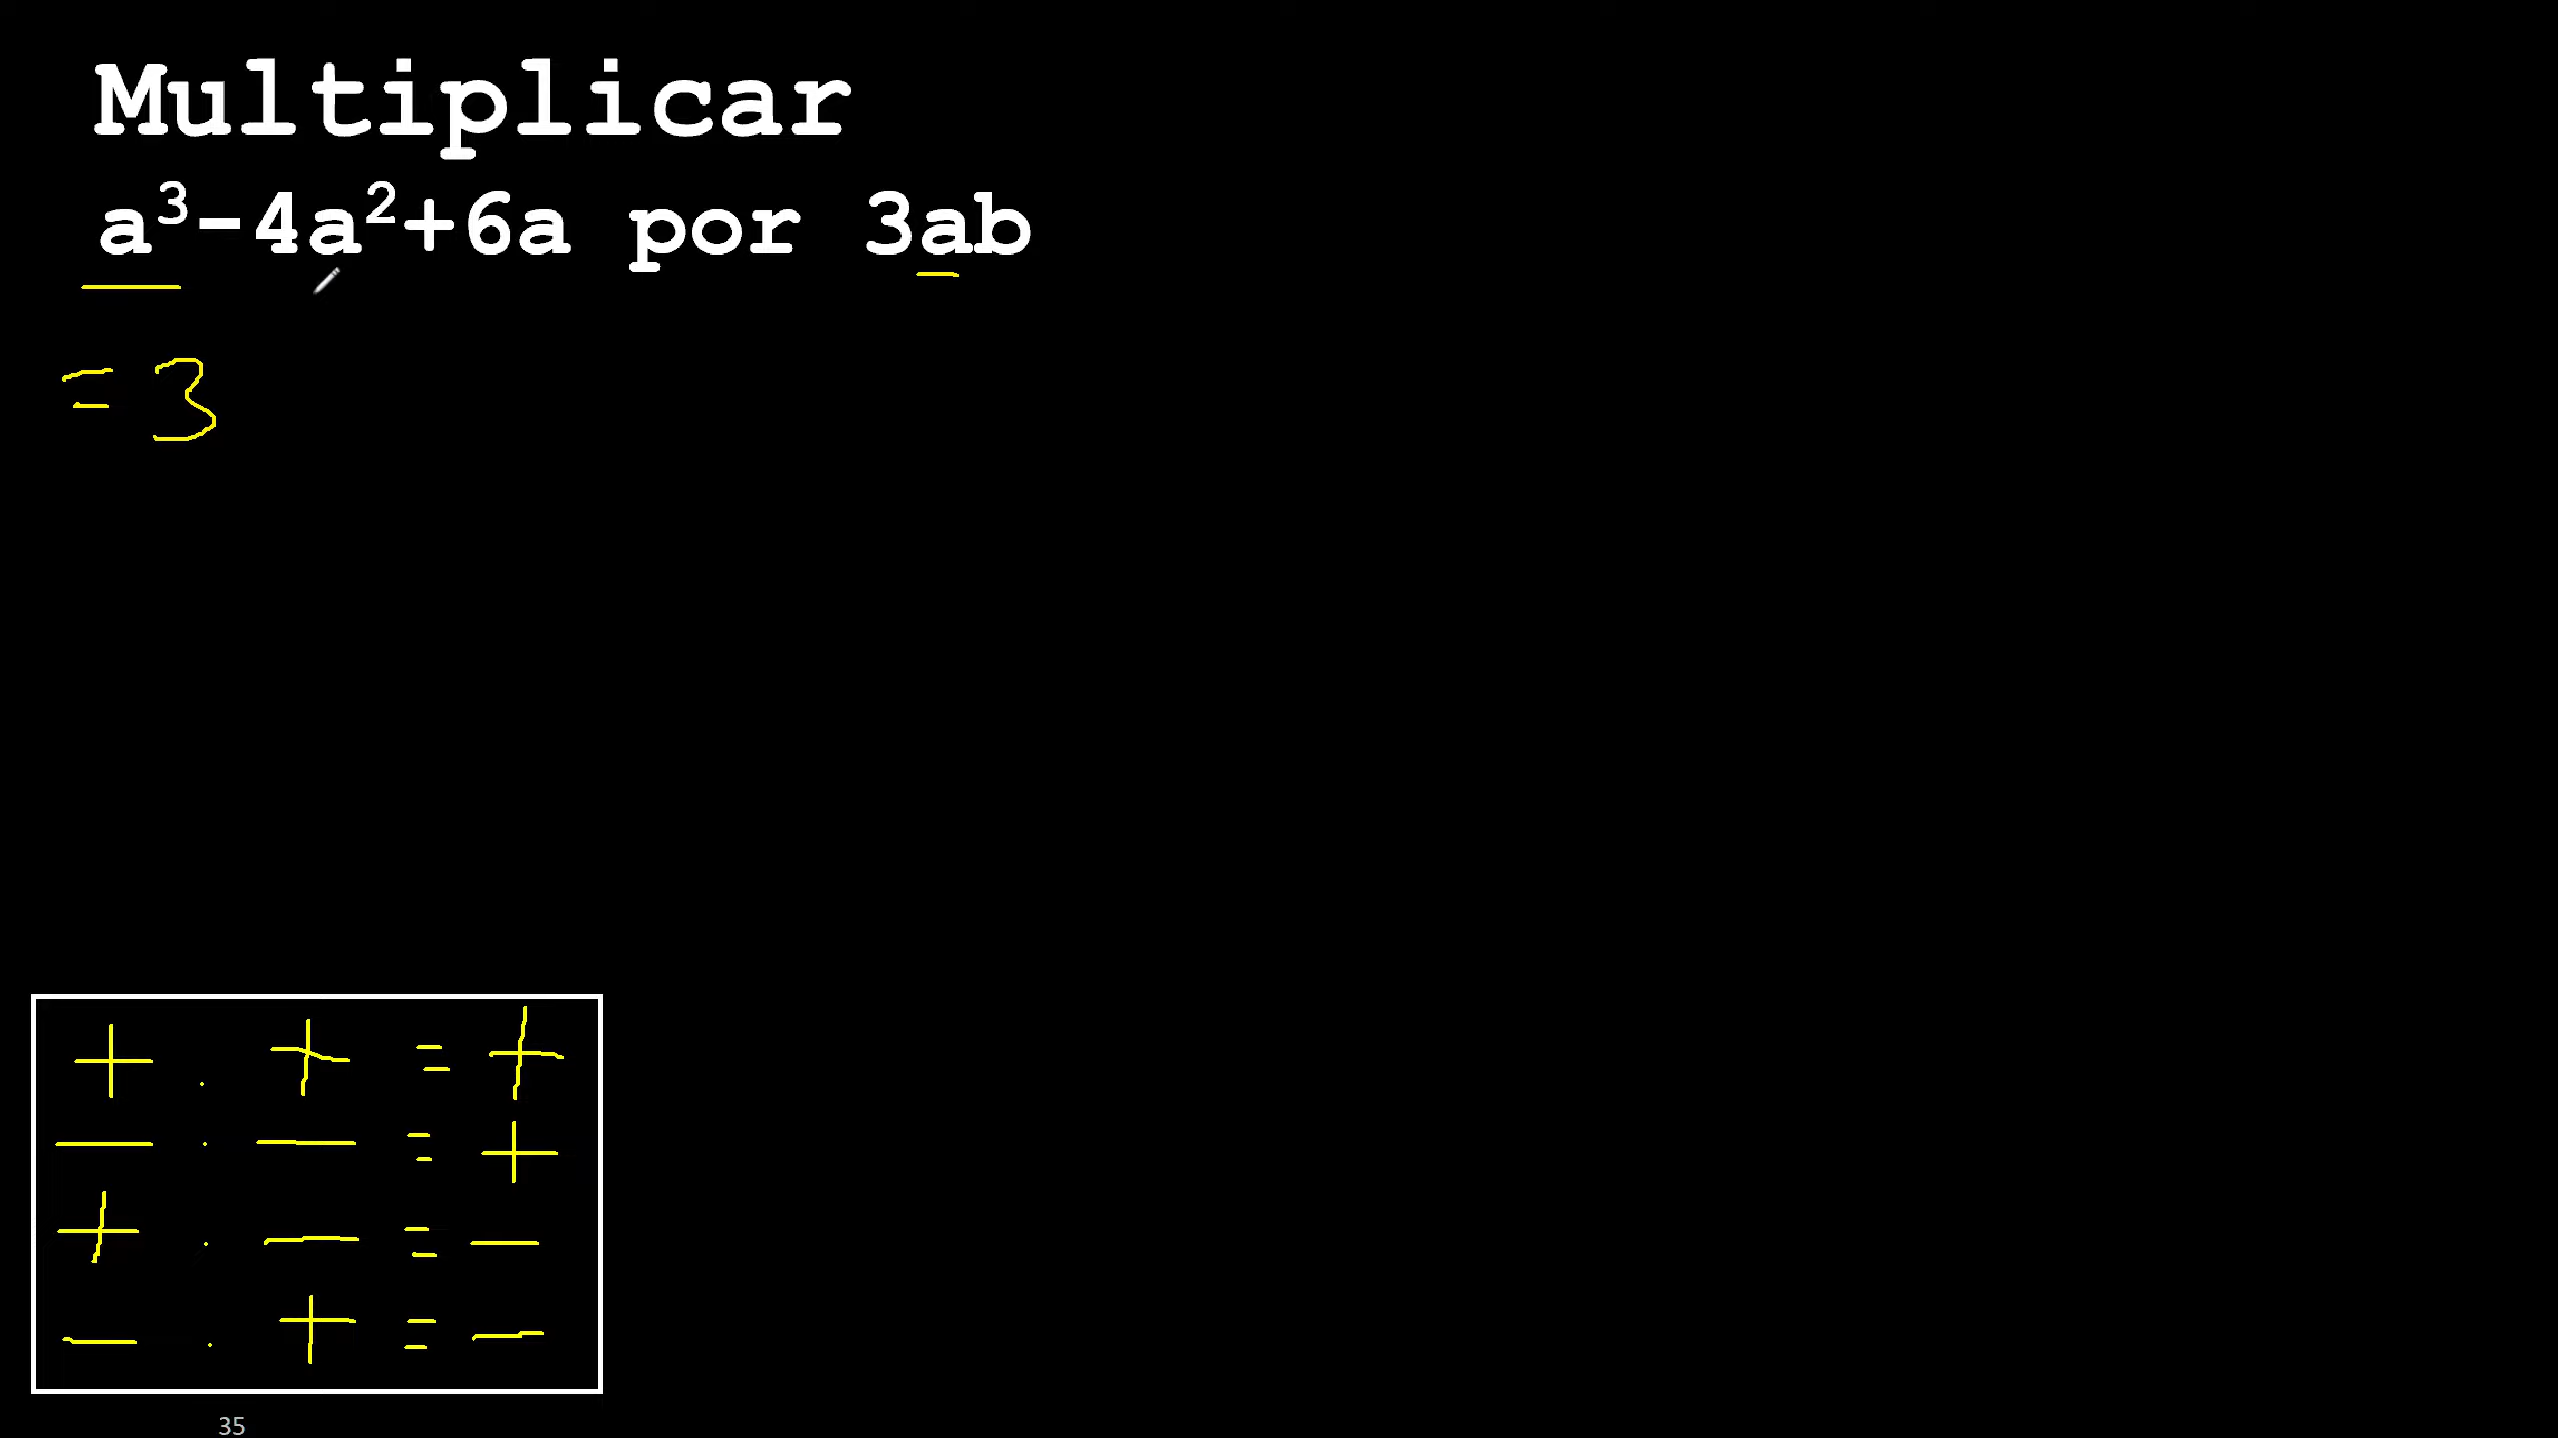 Multiplicar
a³-4a²+6a por 3ab
= 3
+ . + = +
− . − = +
+ . − = −
− . + = −
35